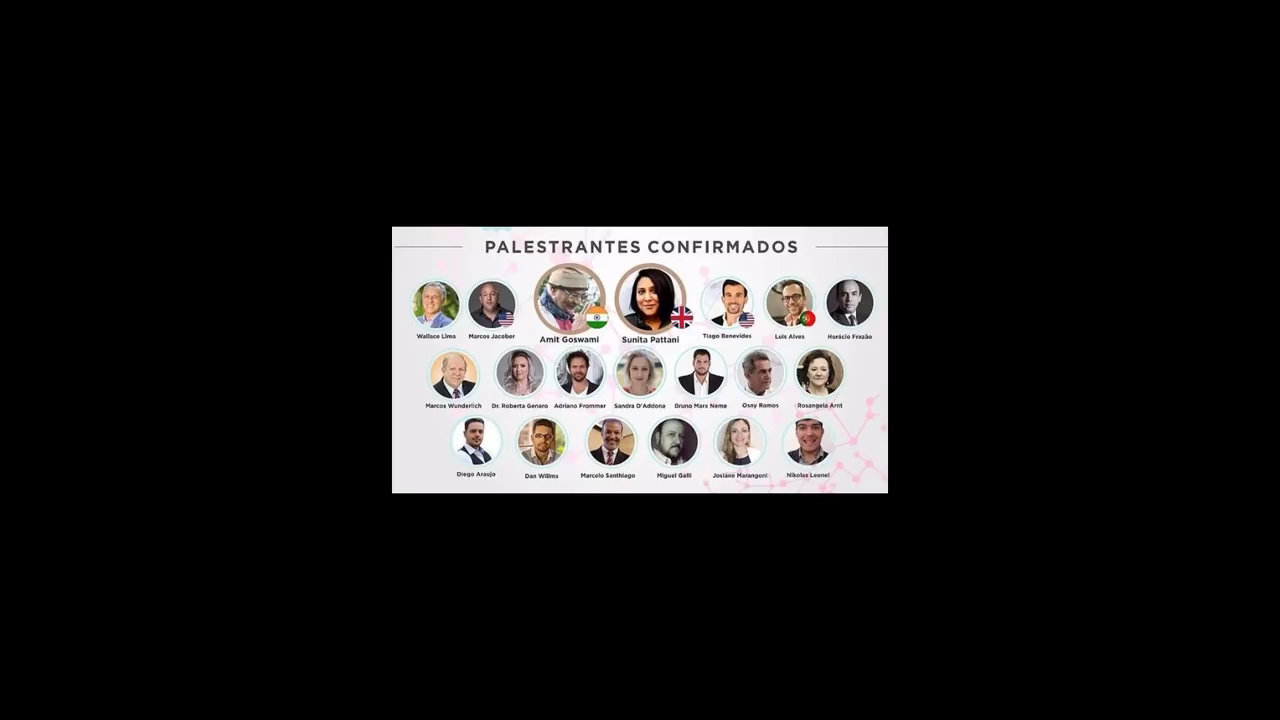 PALESTRANTES CONFIRMADOS
Wallace Lima
Marcos Jacober
Amit Goswami
Sunita Pattani
Tiago Benevides
Luis Alves
Horácio Frazão
Marcos Wunderlich
Dr. Roberta Genaro
Adriano Frommer
Sandra D'Addona
Bruno Marx Neme
Osny Ramos
Rosangela Arnt
Diego Araujo
Dan Willms
Marcelo Santhiago
Miguel Galli
Josiane Marangoni
Nikolas Leonel